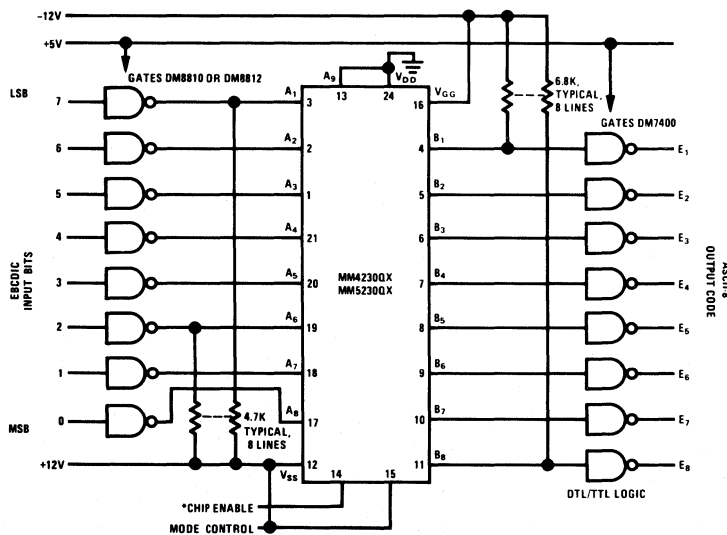 -12V
+5V
GATES DM8810 OR DM8812
A9
VDD
13
24
VGG
16
6.8K,
TYPICAL,
8 LINES
GATES DM7400
LSB
7
A1
3
B1
4
E1
6
A2
2
B2
5
E2
5
A3
1
B3
6
E3
4
A4
21
B4
7
E4
3
A5
20
B5
8
E5
2
A6
19
B6
9
E6
1
A7
18
B7
10
E7
MSB
0
A8
17
B8
11
E8
EBCDIC
INPUT BITS
MM4230QX
MM5230QX
OUTPUT CODE
4.7K
TYPICAL,
8 LINES
DTL/TTL LOGIC
+12V
VSS
12
14
15
*CHIP ENABLE
MODE CONTROL